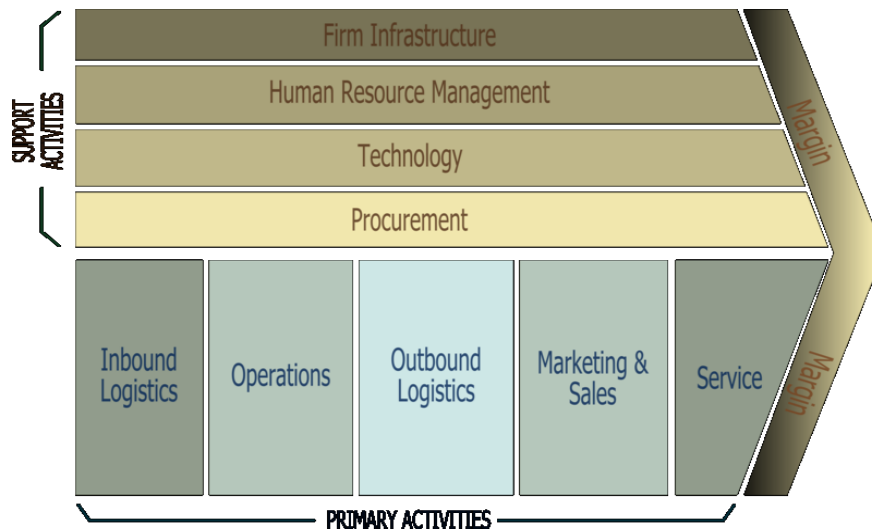 Firm Infrastructure
Human Resource Management
Technology
Procurement
SUPPORT
ACTIVITIES
Margin
Inbound
Logistics
Operations
Outbound
Logistics
Marketing &
Sales
Service
Margin
PRIMARY ACTIVITIES